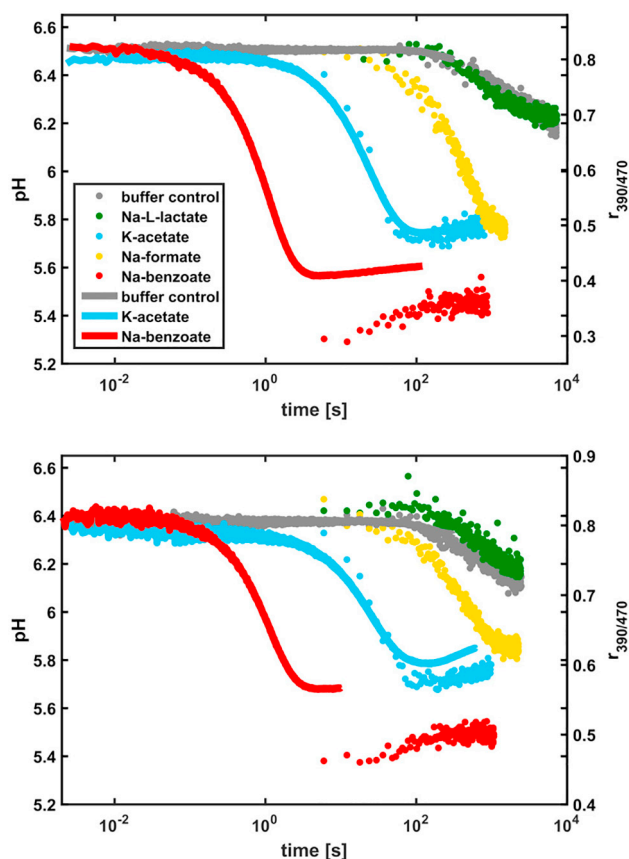 6.6
6.4
6.2
6
5.8
5.6
5.4
5.2
pH
buffer control
Na-L-lactate
K-acetate
Na-formate
Na-benzoate
buffer control
K-acetate
Na-benzoate
0.8
0.7
0.6
0.5
0.4
0.3
r390/470
10-2
100
102
104
time [s]
6.6
6.4
6.2
6
5.8
5.6
5.4
5.2
pH
0.9
0.8
0.7
0.6
0.5
0.4
r390/470
10-2
100
102
104
time [s]